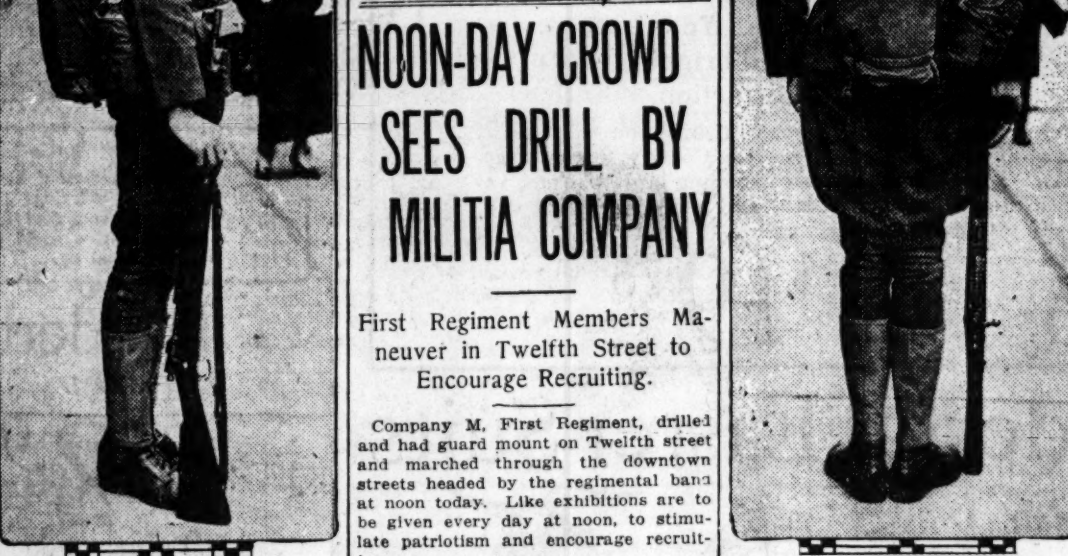 NOON-DAY CROWD
SEES DRILL BY
MILITIA COMPANY
First Regiment Members Ma-
neuver in Twelfth Street to
Encourage Recruiting.
Company M, First Regiment, drilled
and had guard mount on Twelfth street
and marched through the downtown
streets headed by the regimental band
at noon today. Like exhibitions are to
be given every day at noon, to stimu-
late patriotism and encourage recruit-